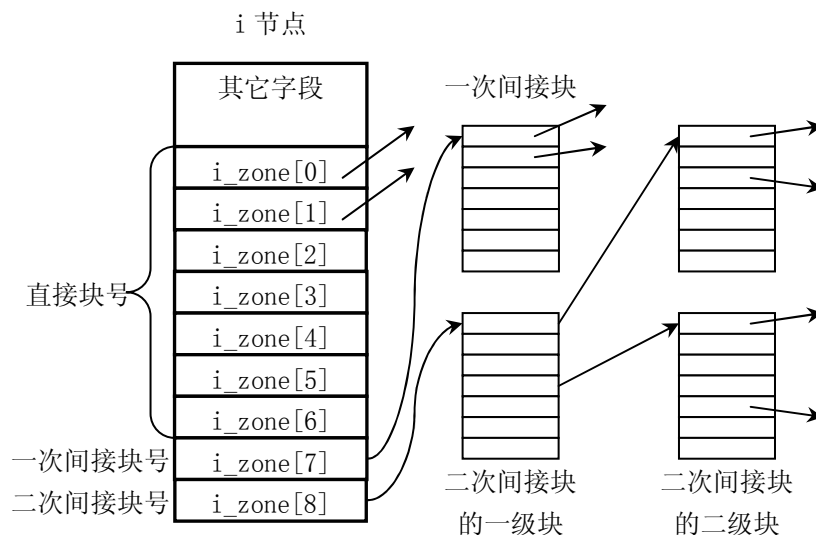 i 节点
其它字段
一次间接块
i_zone[0]
i_zone[1]
i_zone[2]
直接块号
i_zone[3]
i_zone[4]
i_zone[5]
i_zone[6]
一次间接块号
i_zone[7]
二次间接块号
i_zone[8]
二次间接块
的一级块
二次间接块
的二级块